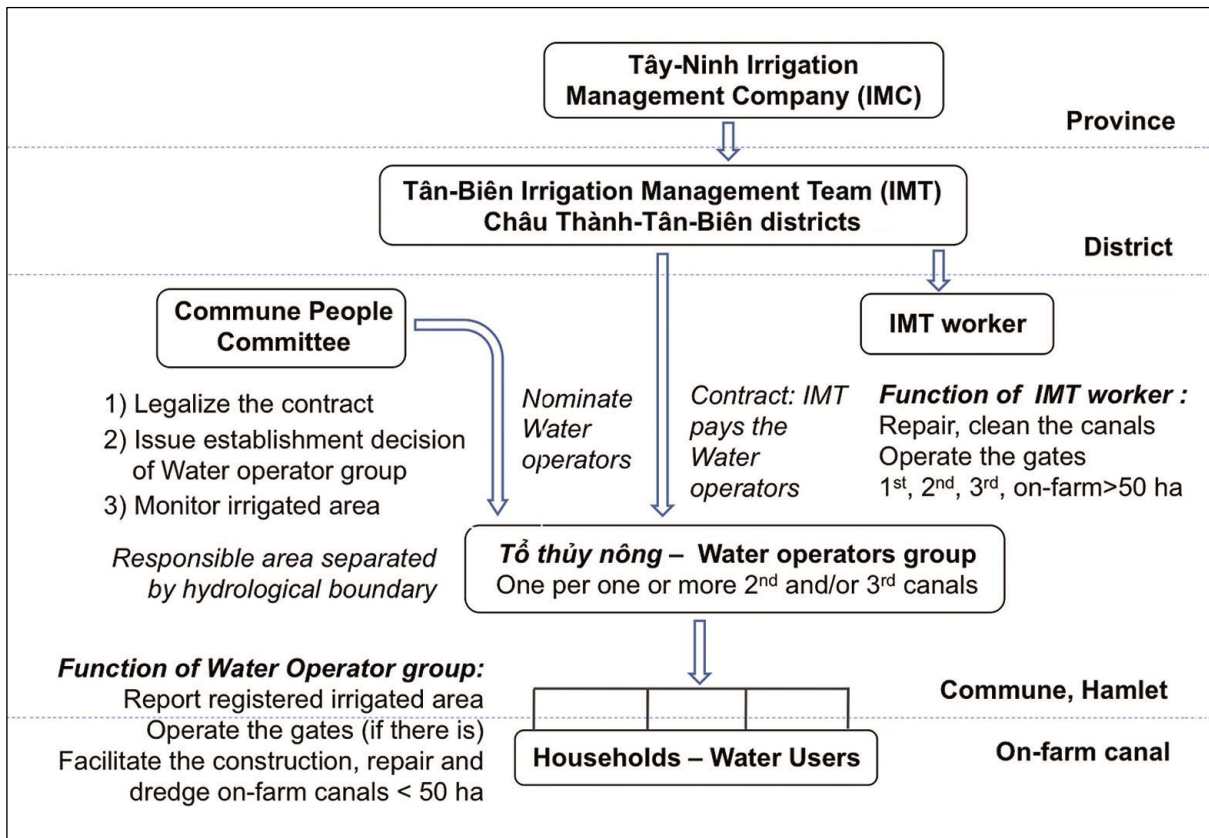 Tây-Ninh Irrigation
Management Company (IMC)
Province
Tân-Biên Irrigation Management Team (IMT)
Châu Thành-Tân-Biên districts
District
Commune People
Committee
IMT worker
1) Legalize the contract
2) Issue establishment decision
of Water operator group
3) Monitor irrigated area
Nominate
Water
operators
Contract: IMT
pays the
Water
operators
Function of IMT worker :
Repair, clean the canals
Operate the gates
1st, 2nd, 3rd, on-farm>50 ha
Responsible area separated
by hydrological boundary
Tổ thủy nông – Water operators group
One per one or more 2nd and/or 3rd canals
Function of Water Operator group:
Report registered irrigated area
Operate the gates (if there is)
Facilitate the construction, repair and
dredge on-farm canals < 50 ha
Commune, Hamlet
Households – Water Users
On-farm canal